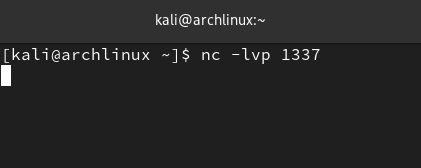 kali@archlinux:~
[kali@archlinux ~]$ nc -lvp 1337